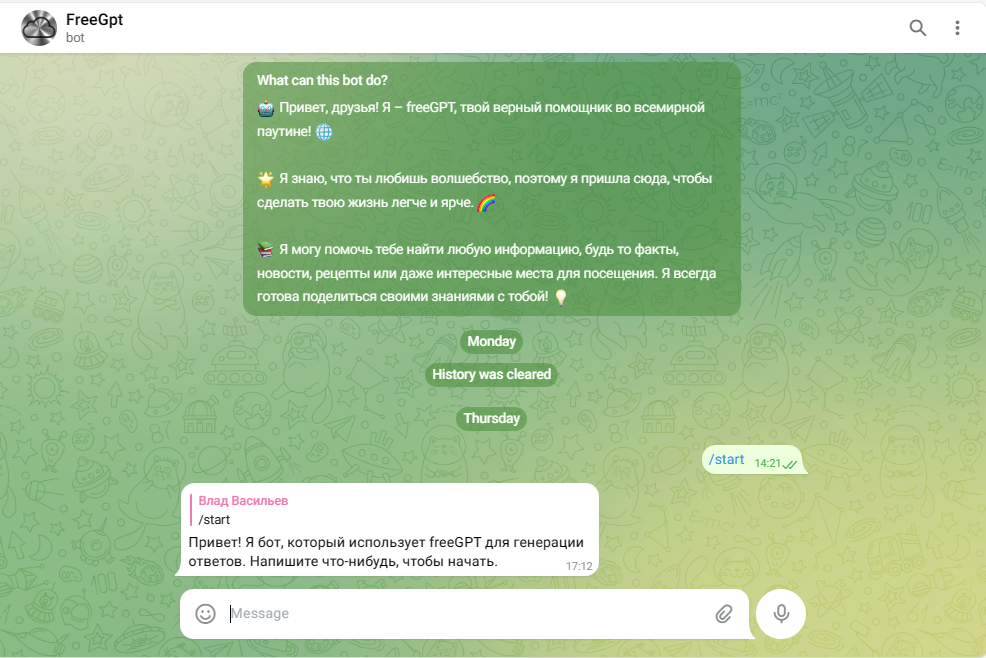 FreeGpt
bot
What can this bot do?
🤖 Привет, друзья! Я – freeGPT, твой верный помощник во всемирной
паутине! 🌐
🌟 Я знаю, что ты любишь волшебство, поэтому я пришла сюда, чтобы
сделать твою жизнь легче и ярче. 🌈
📚 Я могу помочь тебе найти любую информацию, будь то факты,
новости, рецепты или даже интересные места для посещения. Я всегда
готова поделиться своими знаниями с тобой! 💡
Monday
History was cleared
Thursday
/start 14:21
Влад Васильев
/start
Привет! Я бот, который использует freeGPT для генерации
ответов. Напишите что-нибудь, чтобы начать. 17:12
Message